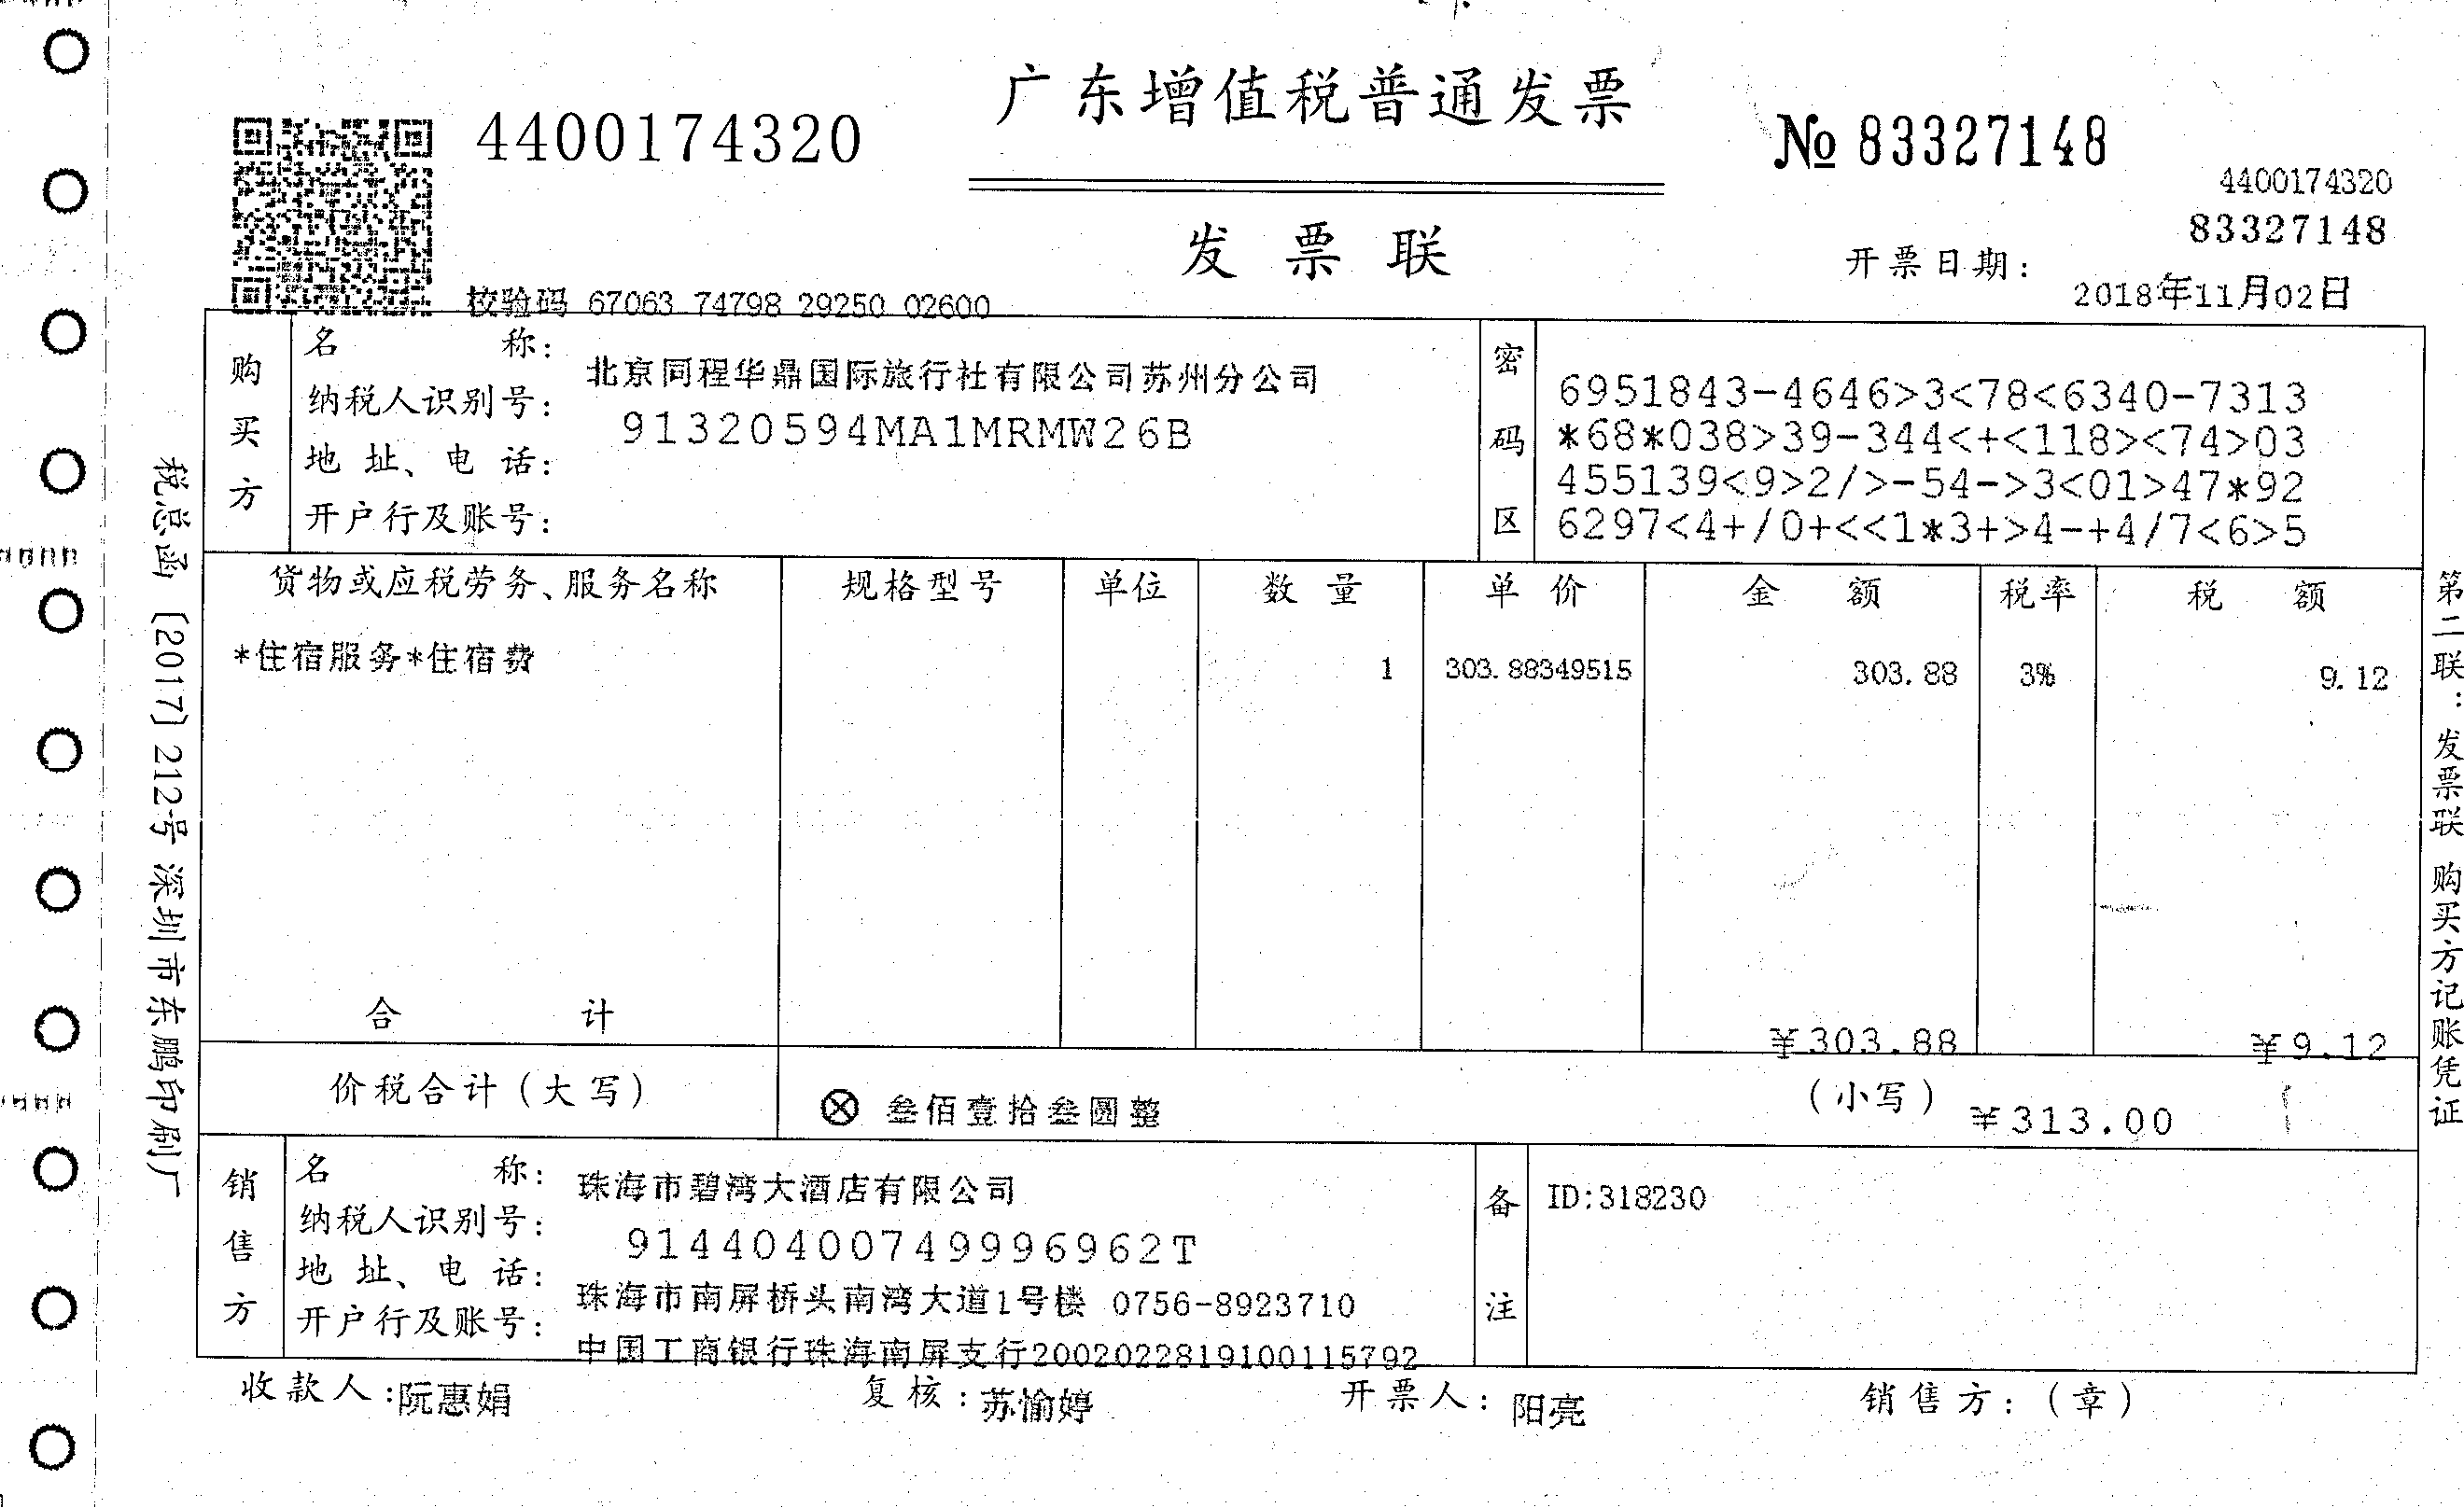 广东增值税普通发票
4400174320
№ 83327148
4400174320
83327148
发票联
开票日期:
2018年11月02日
校验码 67063 74798 29250 02600
购买方
名称:
北京同程华鼎国际旅行社有限公司苏州分公司
纳税人识别号:
91320594MA1MRMW26B
地址、电话:
开户行及账号:
密码区
6951843-4646>3<78<6340-7313
*68*038>39-344<+<118><74>03
455139<9>2/>-54->3<01>47*92
6297<4+/0+<<1*3+>4-+4/7<6>5
货物或应税劳务、服务名称 规格型号 单位 数量 单价 金额 税率 税额
*住宿服务*住宿费 1 303.88349515 303.88 3% 9.12
合计 ¥303.88 ¥9.12
价税合计(大写) ⊗ 叁佰壹拾叁圆整 (小写) ¥313.00
销售方
名称: 珠海市碧湾大酒店有限公司
纳税人识别号: 91440400749996962T
地址、电话: 珠海市南屏桥头南湾大道1号楼 0756-8923710
开户行及账号: 中国工商银行珠海南屏支行2002022819100115792
备注
ID:318230
收款人:阮惠娟 复核:苏愉婷 开票人:阳亮 销售方:(章)
税总函〔2017〕212号 深圳市东鹏印刷厂
第二联:发票联 购买方记账凭证